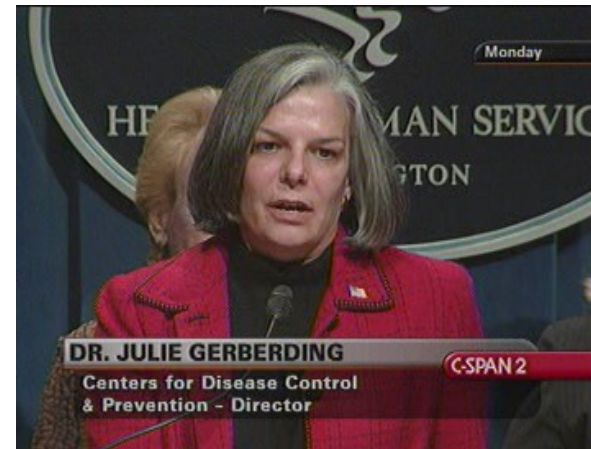 Monday
HE MAN SERVIC
GTON
DR. JULIE GERBERDING
C-SPAN 2
Centers for Disease Control
& Prevention - Director